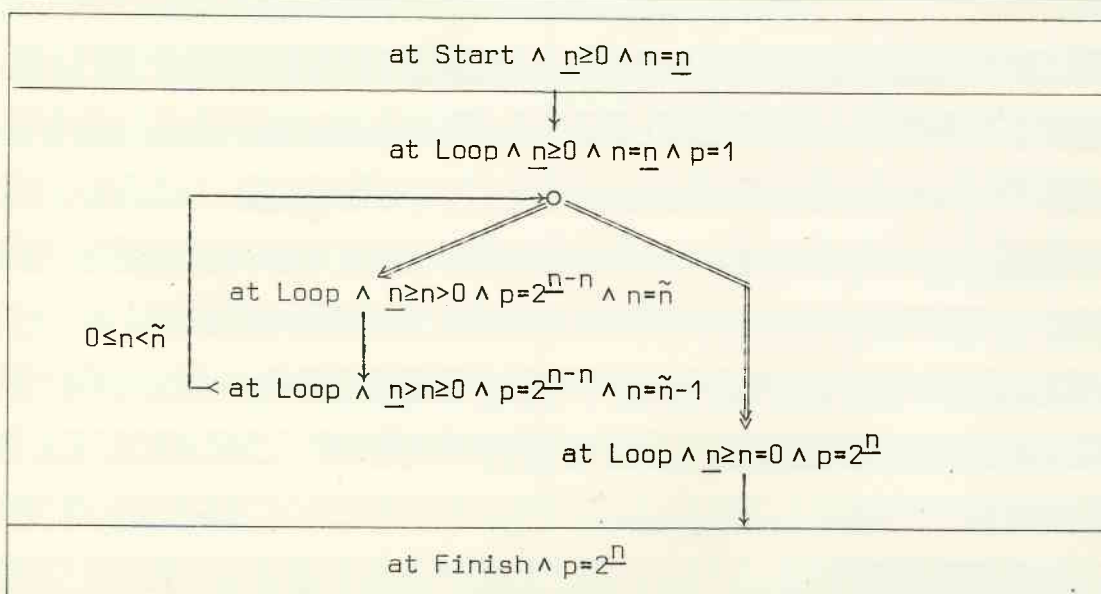 at Start ∧ n̲≥0 ∧ n=n̲
at Loop ∧ n̲≥0 ∧ n=n̲ ∧ p=1
at Loop ∧ n̲≥n>0 ∧ p=2^n̲-n ∧ n=ñ
0≤n<ñ
at Loop ∧ n̲>n≥0 ∧ p=2^n̲-n ∧ n=ñ-1
at Loop ∧ n̲≥n=0 ∧ p=2^n̲
at Finish ∧ p=2^n̲